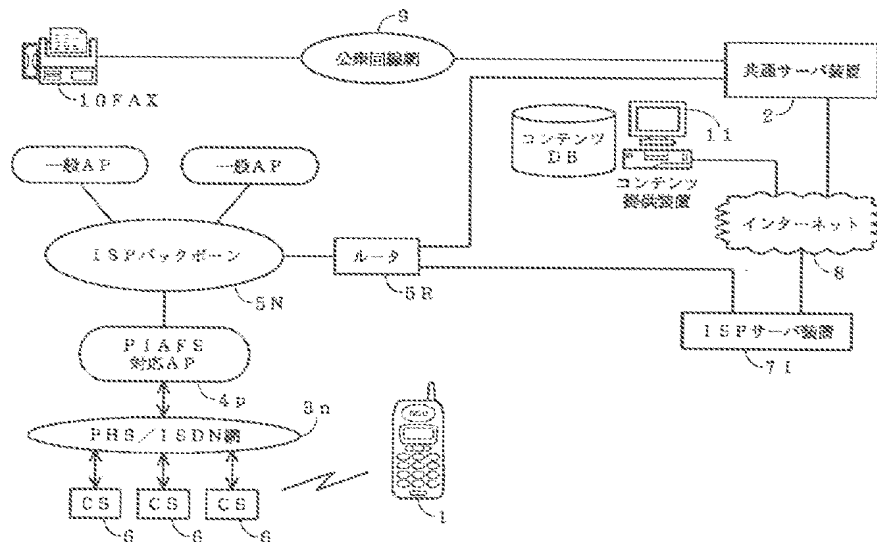 9
公衆回線網
共通サーバ装置
2
10FAX
コンテンツ
DB
11
コンテンツ
提供装置
一般AP
一般AP
ISPバックボーン
5N
ルータ
5R
インターネット
8
ISPサーバ装置
7I
PIAFS
対応AP
4p
3n
PHS/ISDN網
CS
CS
CS
6
6
6
1